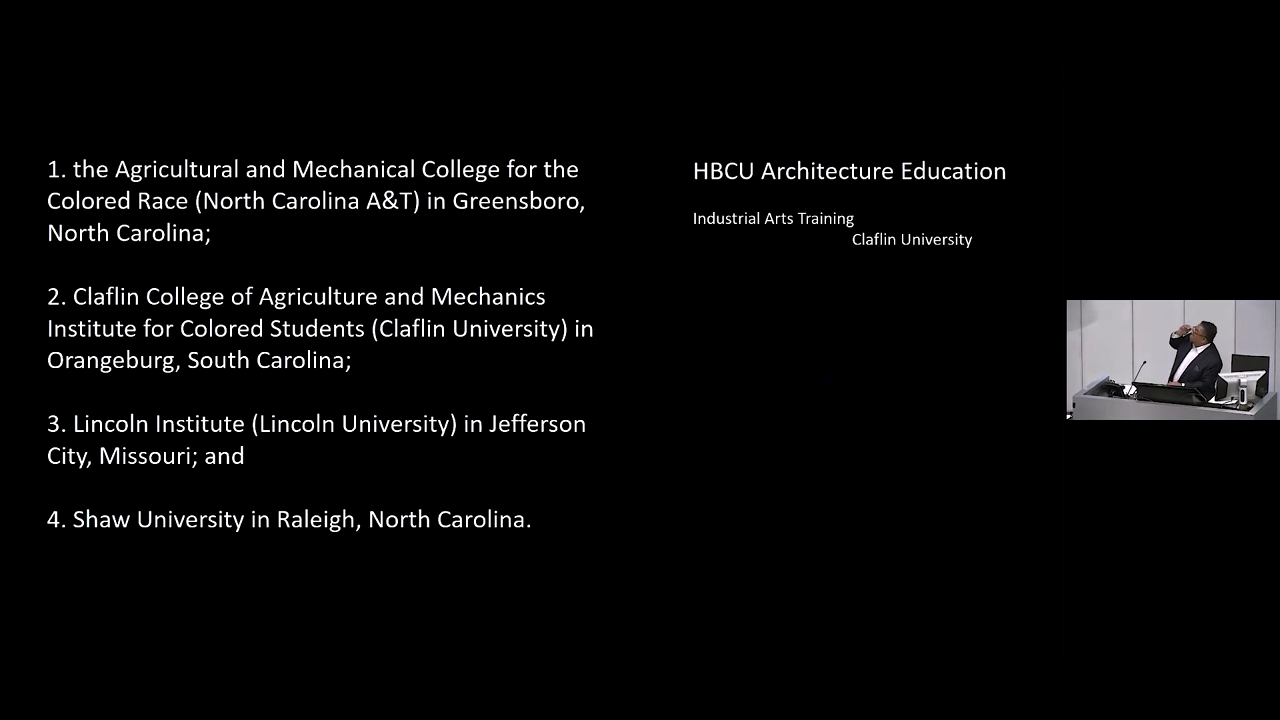 1. the Agricultural and Mechanical College for the
Colored Race (North Carolina A&T) in Greensboro,
North Carolina;
2. Claflin College of Agriculture and Mechanics
Institute for Colored Students (Claflin University) in
Orangeburg, South Carolina;
3. Lincoln Institute (Lincoln University) in Jefferson
City, Missouri; and
4. Shaw University in Raleigh, North Carolina.
HBCU Architecture Education
Industrial Arts Training
Claflin University